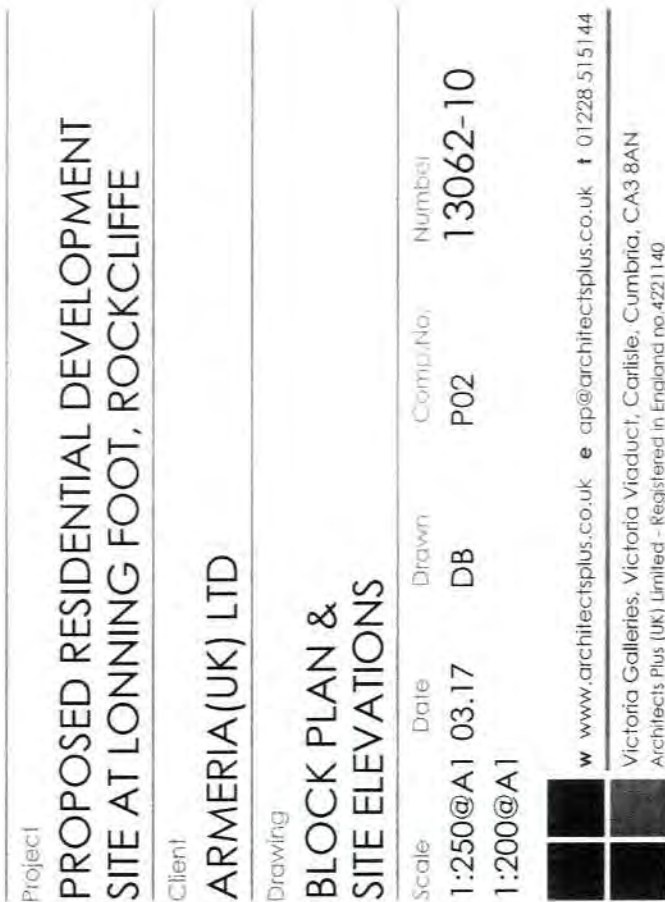 Project
PROPOSED RESIDENTIAL DEVELOPMENT
SITE AT LONNING FOOT, ROCKCLIFFE
Client
ARMERIA(UK) LTD
Drawing
BLOCK PLAN &
SITE ELEVATIONS
Scale Date Drawn Comp.No. Number
1:250@A1 03.17 DB P02 13062-10
1:200@A1
w www.architectsplus.co.uk e ap@architectsplus.co.uk t 01228 515144
Victoria Galleries, Victoria Viaduct, Carlisle, Cumbria, CA3 8AN
Architects Plus (UK) Limited - Registered in England no.4221140